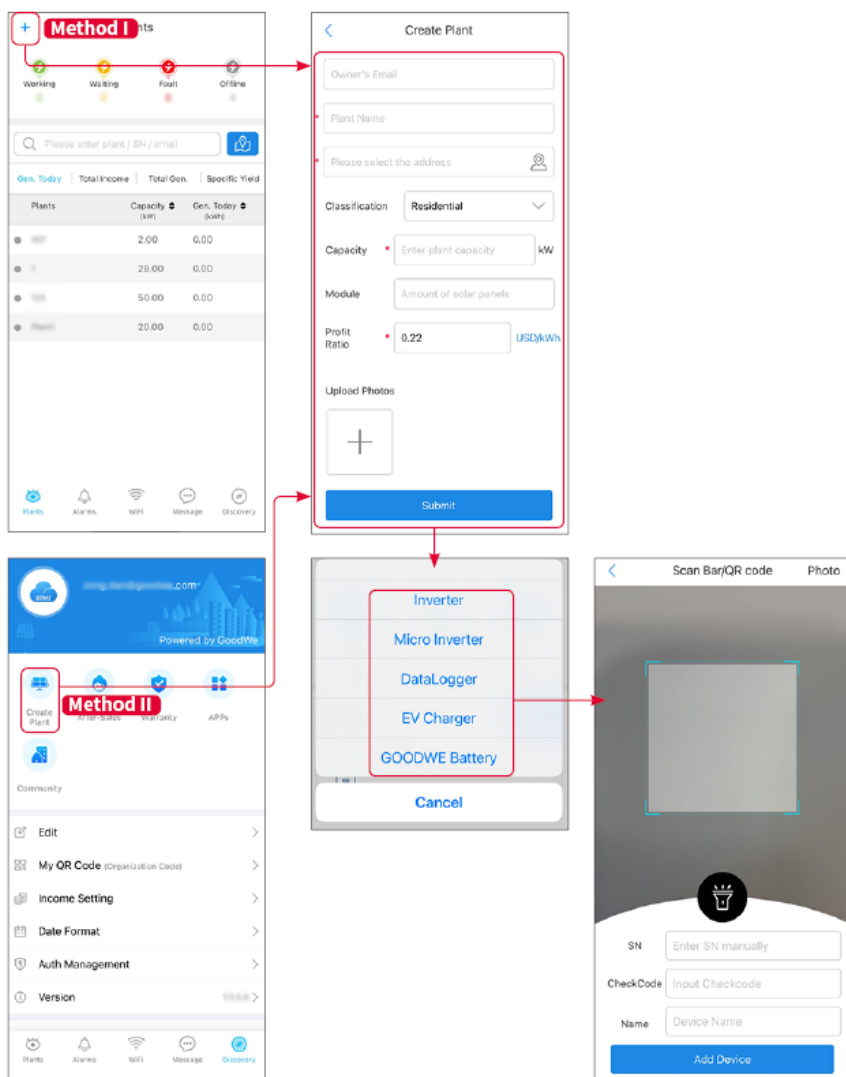 + Method I nts
Working Waiting Fault Offline
Please enter plant / SN / email
Gen. Today Total Income Total Gen. Specific Yield
Plants Capacity (kW) Gen. Today (kWh)
2.00 0.00
28.00 0.00
50.00 0.00
20.00 0.00
Plants Alarms WiFi Message Discovery
Create Plant
Owner's Email
* Plant Name
* Please select the address
Classification Residential
Capacity * Enter plant capacity kW
Module Amount of solar panels
Profit Ratio * 0.22 USD/kWh
Upload Photos
+
Submit
.com
Powered by GoodWe
Create Plant Method II After-Sales Warranty APPs
Community
Edit
My QR Code (Organization Code)
Income Setting
Date Format
Auth Management
Version
Plants Alarms WiFi Message Discovery
Inverter
Micro Inverter
DataLogger
EV Charger
GOODWE Battery
Cancel
Scan Bar/QR code Photo
SN Enter SN manually
CheckCode Input Checkcode
Name Device Name
Add Device